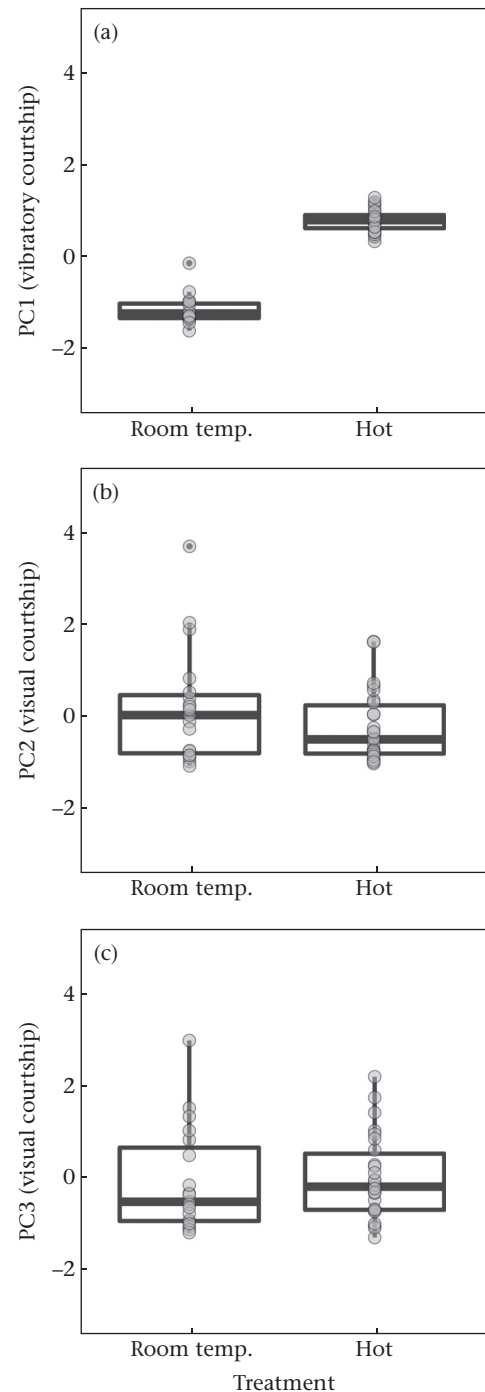 (a)
PC1 (vibratory courtship)
4
2
0
–2
Room temp.
Hot
(b)
PC2 (visual courtship)
4
2
0
–2
Room temp.
Hot
(c)
PC3 (visual courtship)
4
2
0
–2
Room temp.
Hot
Treatment